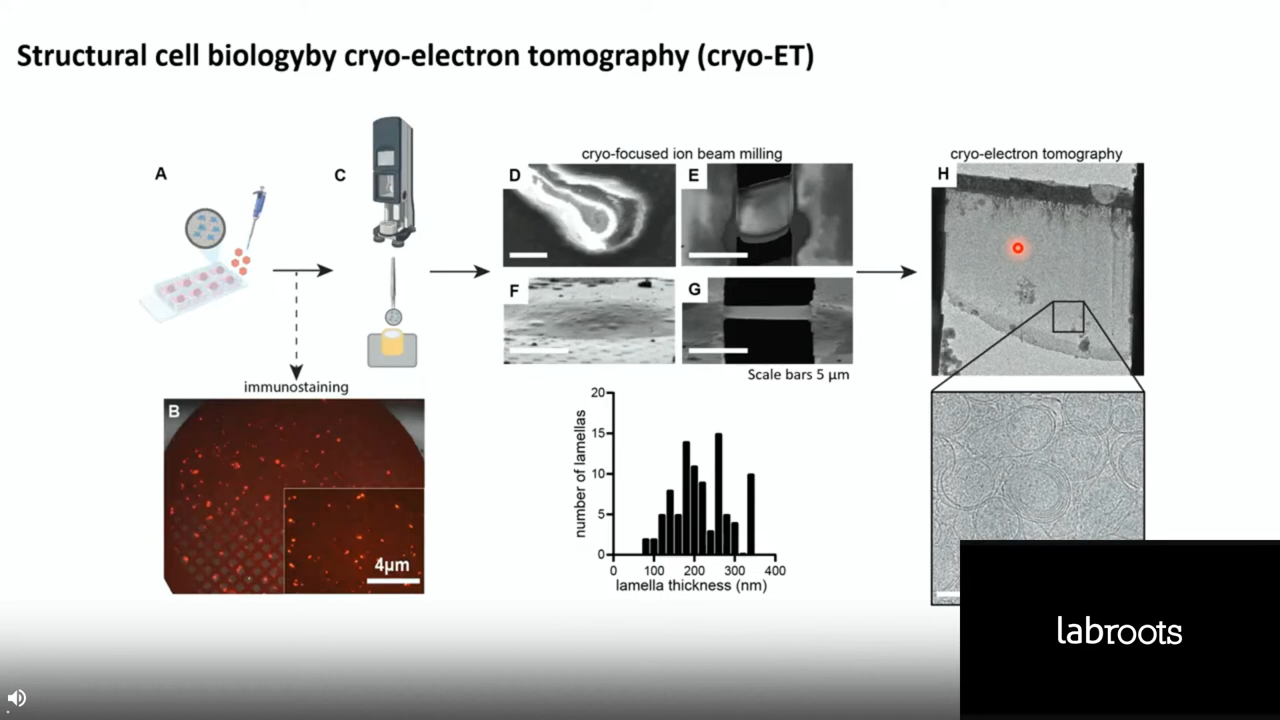 Structural cell biologyby cryo-electron tomography (cryo-ET)
A
C
cryo-focused ion beam milling
D
E
F
G
Scale bars 5 µm
cryo-electron tomography
H
immunostaining
B
4µm
number of lamellas
20
15
10
5
0
0 100 200 300 400
lamella thickness (nm)
labroots